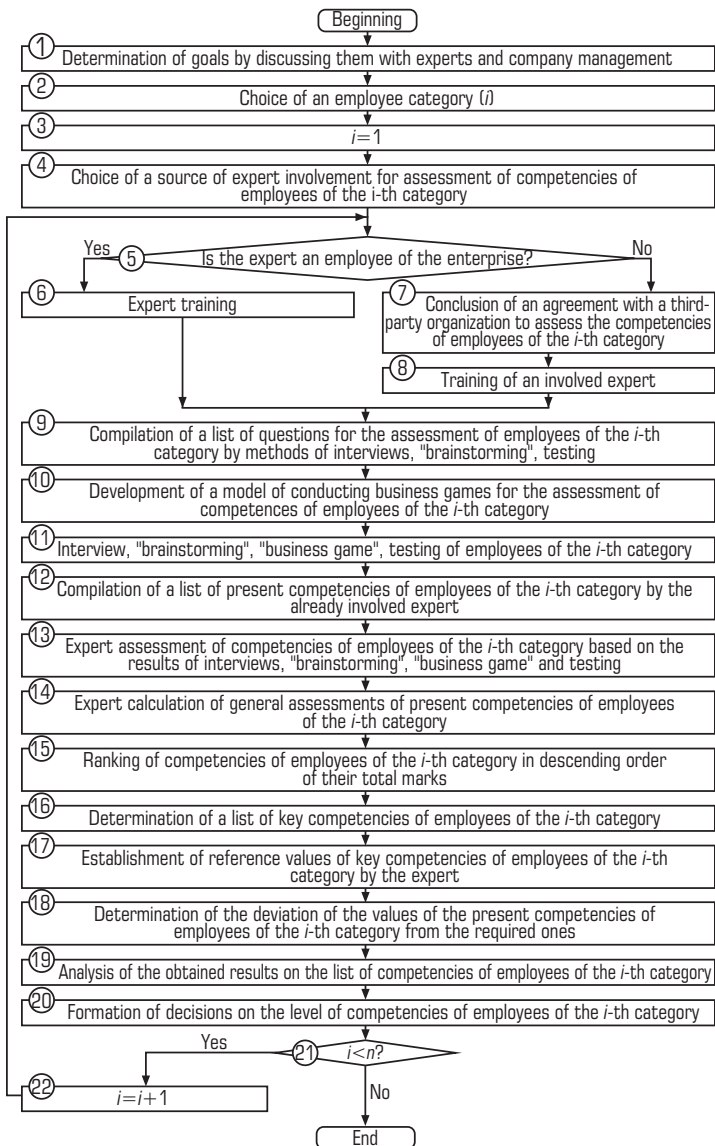 Beginning
1
Determination of goals by discussing them with experts and company management
2
Choice of an employee category (i)
3
i=1
4
Choice of a source of expert involvement for assessment of competencies of
employees of the i-th category
Yes
5
Is the expert an employee of the enterprise?
No
6
Expert training
7
Conclusion of an agreement with a third-
party organization to assess the competencies
of employees of the i-th category
8
Training of an involved expert
9
Compilation of a list of questions for the assessment of employees of the i-th
category by methods of interviews, "brainstorming", testing
10
Development of a model of conducting business games for the assessment of
competences of employees of the i-th category
11
Interview, "brainstorming", "business game", testing of employees of the i-th category
12
Compilation of a list of present competencies of employees of the i-th category by the
already involved expert
13
Expert assessment of competencies of employees of the i-th category based on the
results of interviews, "brainstorming", "business game" and testing
14
Expert calculation of general assessments of present competencies of employees
of the i-th category
15
Ranking of competencies of employees of the i-th category in descending order
of their total marks
16
Determination of a list of key competencies of employees of the i-th category
17
Establishment of reference values of key competencies of employees of the i-th
category by the expert
18
Determination of the deviation of the values of the present competencies of
employees of the i-th category from the required ones
19
Analysis of the obtained results on the list of competencies of employees of the i-th category
20
Formation of decisions on the level of competencies of employees of the i-th category
Yes
21
i<n?
22
i=i+1
No
End